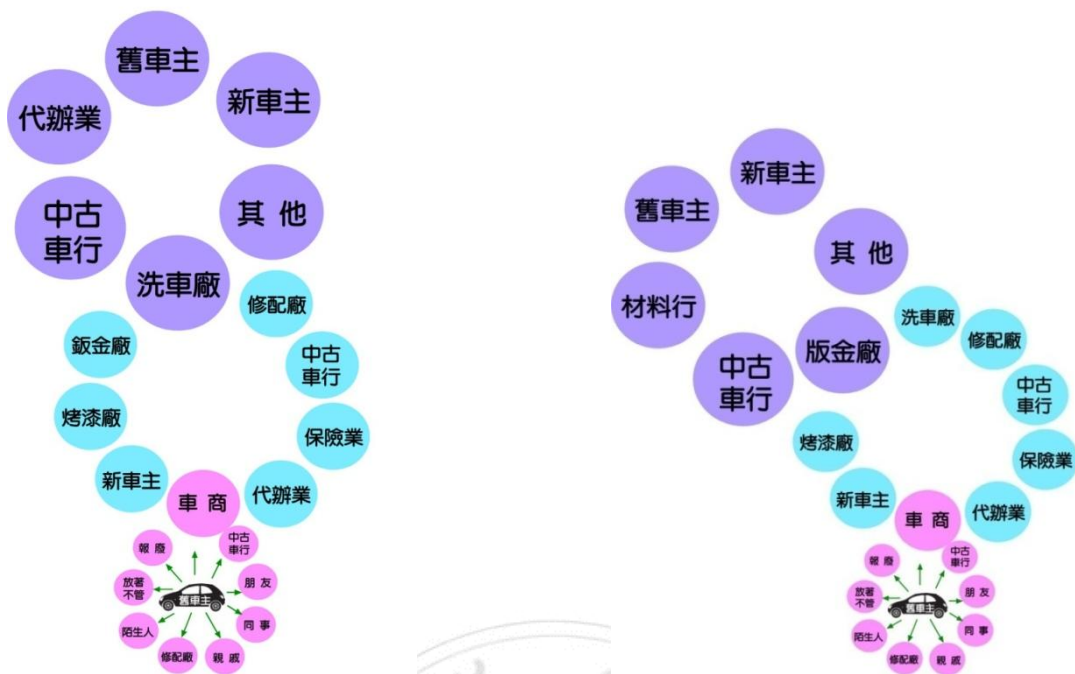 舊車主
代辦業
新車主
中古
車行
其 他
洗車廠
修配廠
鈑金廠
中古
車行
烤漆廠
保險業
新車主
代辦業
車 商
報 廢
中古
車行
放著
不管
朋 友
舊車主
陌生人
同 事
修配廠
親 戚
新車主
舊車主
其 他
材料行
洗車廠
版金廠
修配廠
中古
車行
中古
車行
烤漆廠
保險業
新車主
代辦業
車 商
報 廢
中古
車行
放著
不管
朋 友
舊車主
陌生人
同 事
修配廠
親 戚